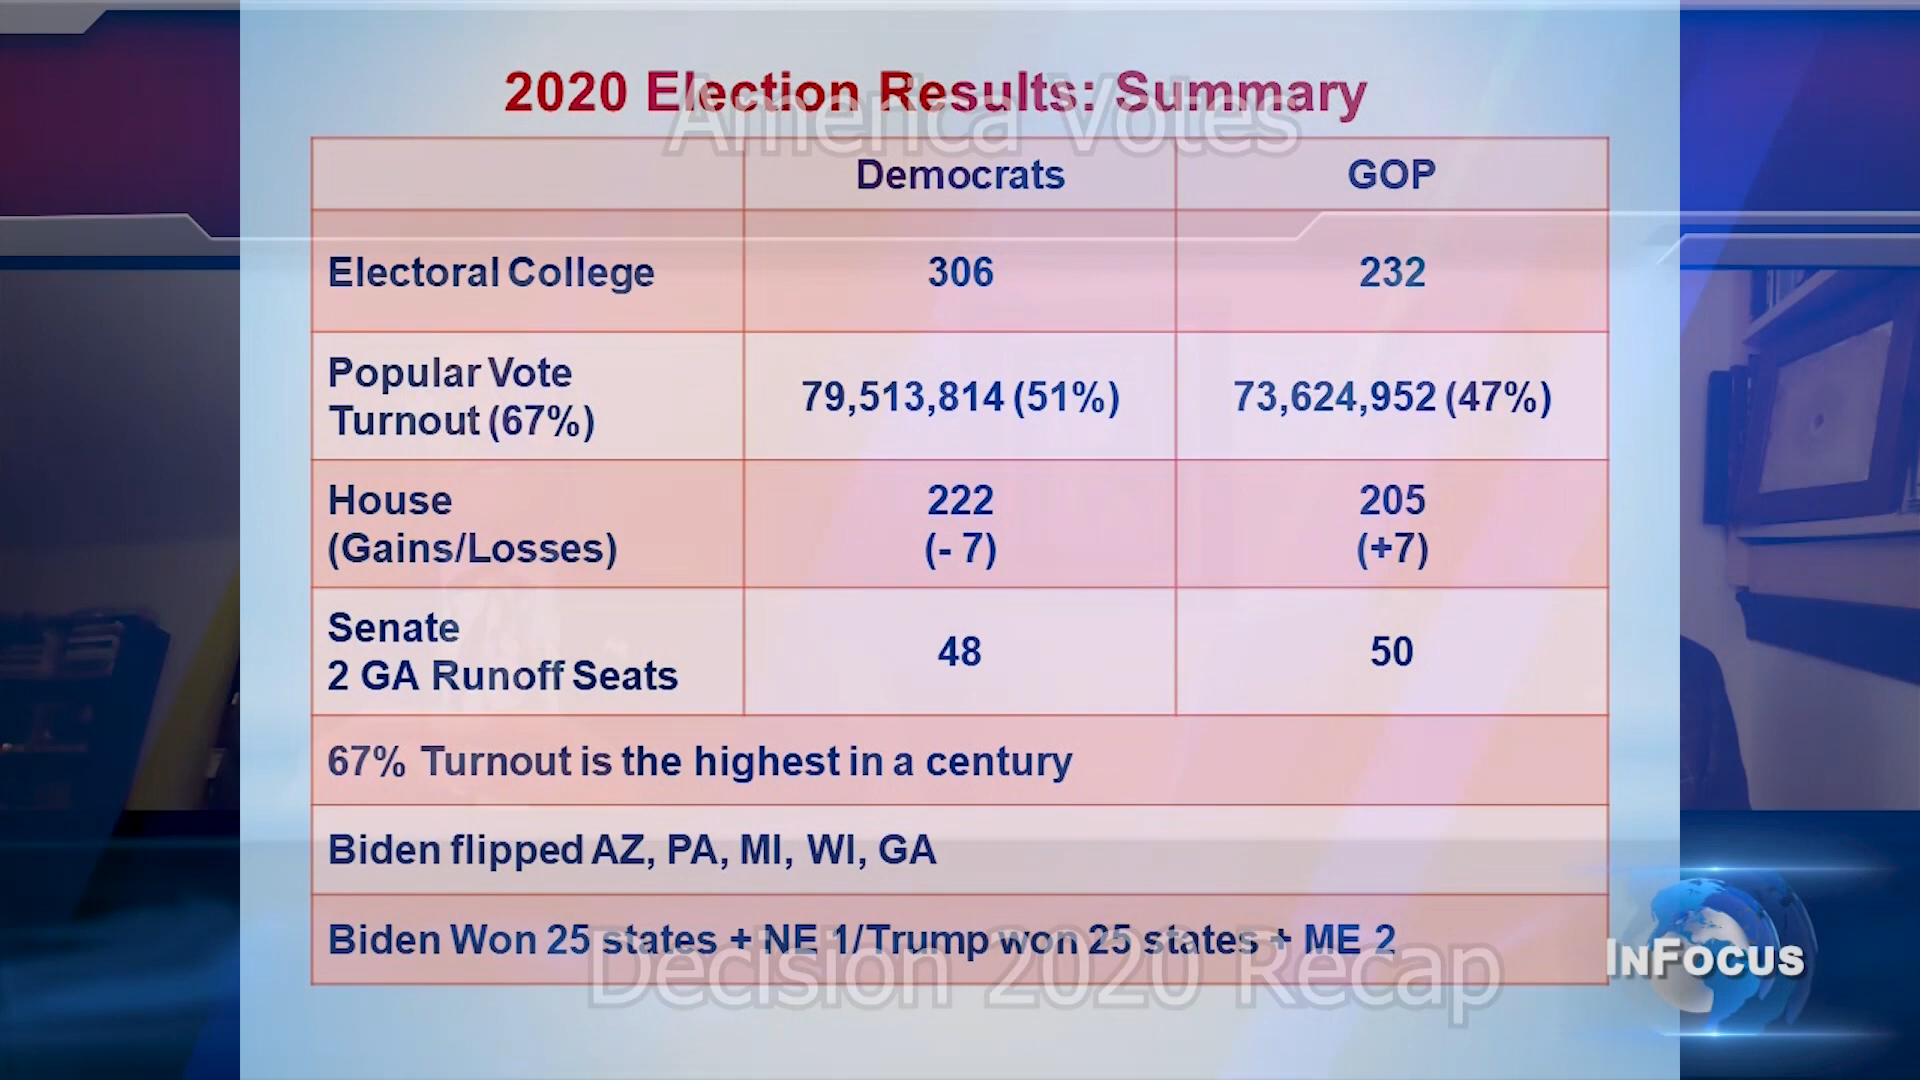 2020 Election Results: Summary
America Votes
Democrats
GOP
Electoral College
306
232
Popular Vote
Turnout (67%)
79,513,814 (51%)
73,624,952 (47%)
House
(Gains/Losses)
222
(- 7)
205
(+7)
Senate
2 GA Runoff Seats
48
50
67% Turnout is the highest in a century
Biden flipped AZ, PA, MI, WI, GA
Biden Won 25 states + NE 1/Trump won 25 states + ME 2
Decision 2020 Recap
INFOCUS